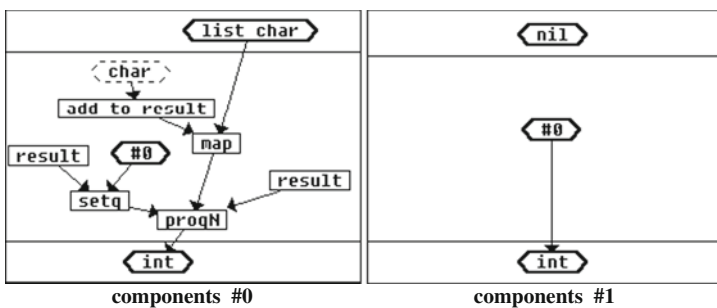 list char
nil
char
add to result
map
result
#0
#0
result
setq
progN
int
int
components #0
components #1